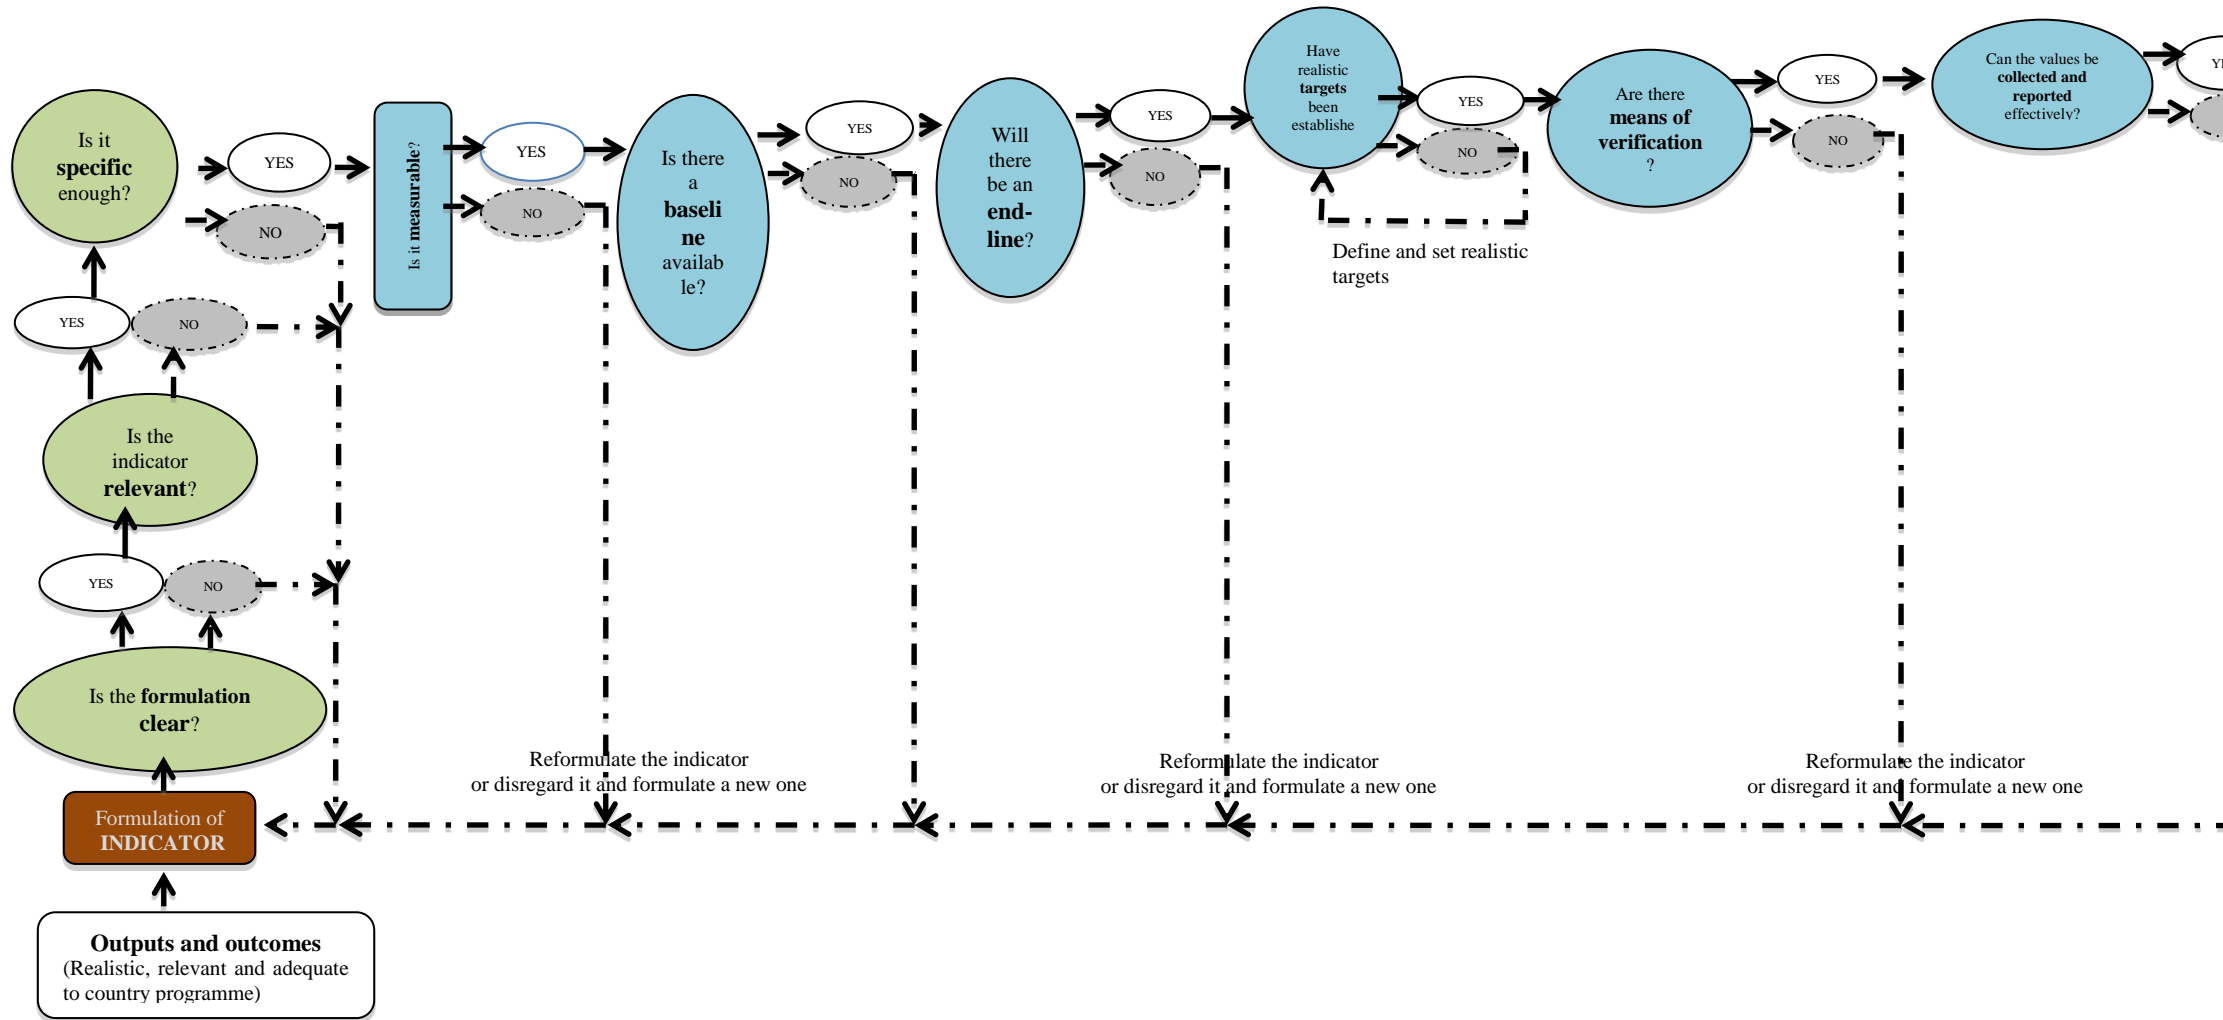 Is it
specific
enough?
YES
NO
Is it measurable?
YES
NO
Is there
a
baseli
ne
availab
le?
YES
NO
Will
there
be an
end-
line?
YES
NO
Have
realistic
targets
been
establishe
YES
NO
Define and set realistic
targets
Are there
means of
verification
?
YES
NO
Can the values be
collected and
reported
effectively?
YES
NO
Is the
indicator
relevant?
YES
NO
Is the formulation
clear?
Reformulate the indicator
or disregard it and formulate a new one
Reformulate the indicator
or disregard it and formulate a new one
Reformulate the indicator
or disregard it and formulate a new one
Formulation of
INDICATOR
Outputs and outcomes
(Realistic, relevant and adequate
to country programme)